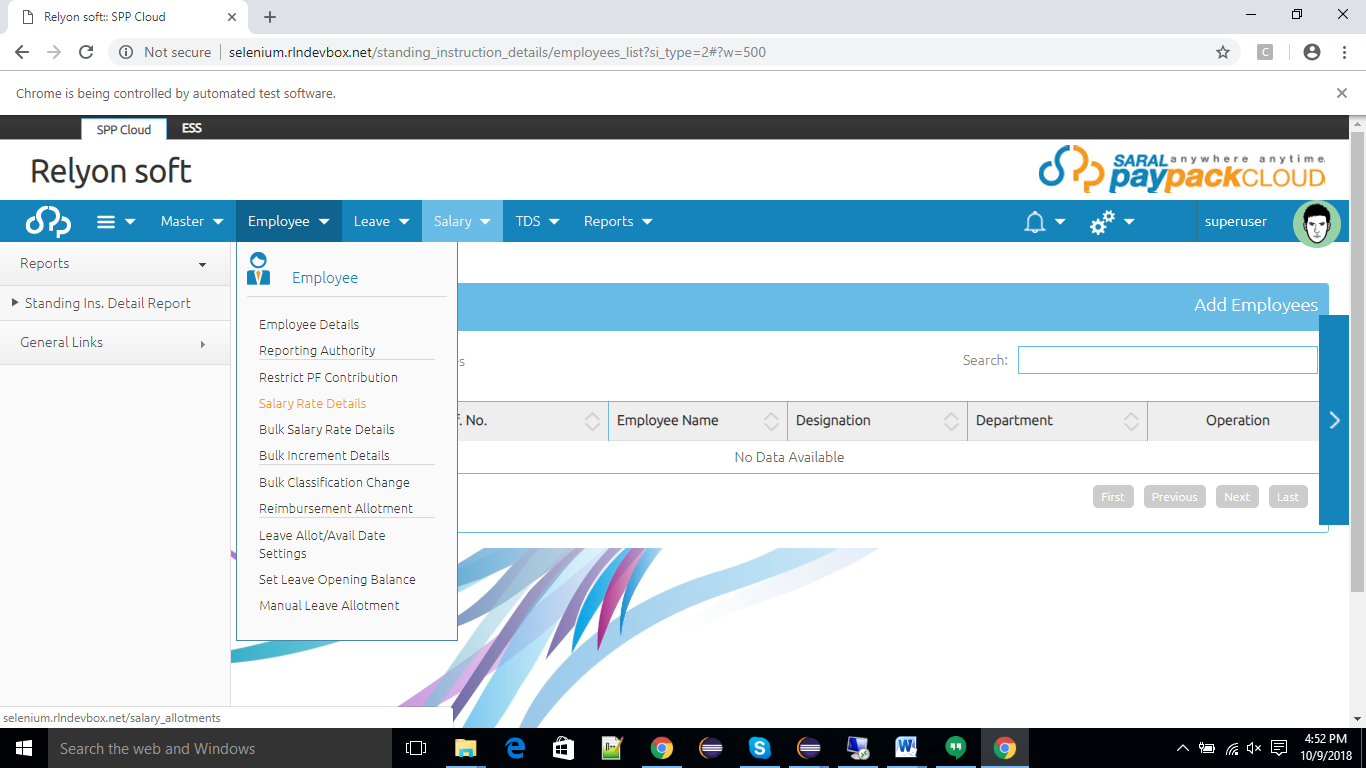 Relyon soft:: SPP Cloud
Not secure selenium.rlndevbox.net/standing_instruction_details/employees_list?si_type=2#?w=500
C
Chrome is being controlled by automated test software.
SPP Cloud ESS
Relyon soft
SARAL anywhere anytime
paypackCLOUD
Master Employee Leave Salary TDS Reports superuser
Reports
Standing Ins. Detail Report
General Links
Employee
Employee Details
Reporting Authority
Restrict PF Contribution
Salary Rate Details
Bulk Salary Rate Details
Bulk Increment Details
Bulk Classification Change
Reimbursement Allotment
Leave Allot/Avail Date
Settings
Set Leave Opening Balance
Manual Leave Allotment
Add Employees
s Search:
. No. Employee Name Designation Department Operation
No Data Available
First Previous Next Last
selenium.rlndevbox.net/salary_allotments
Search the web and Windows
4:52 PM
10/9/2018